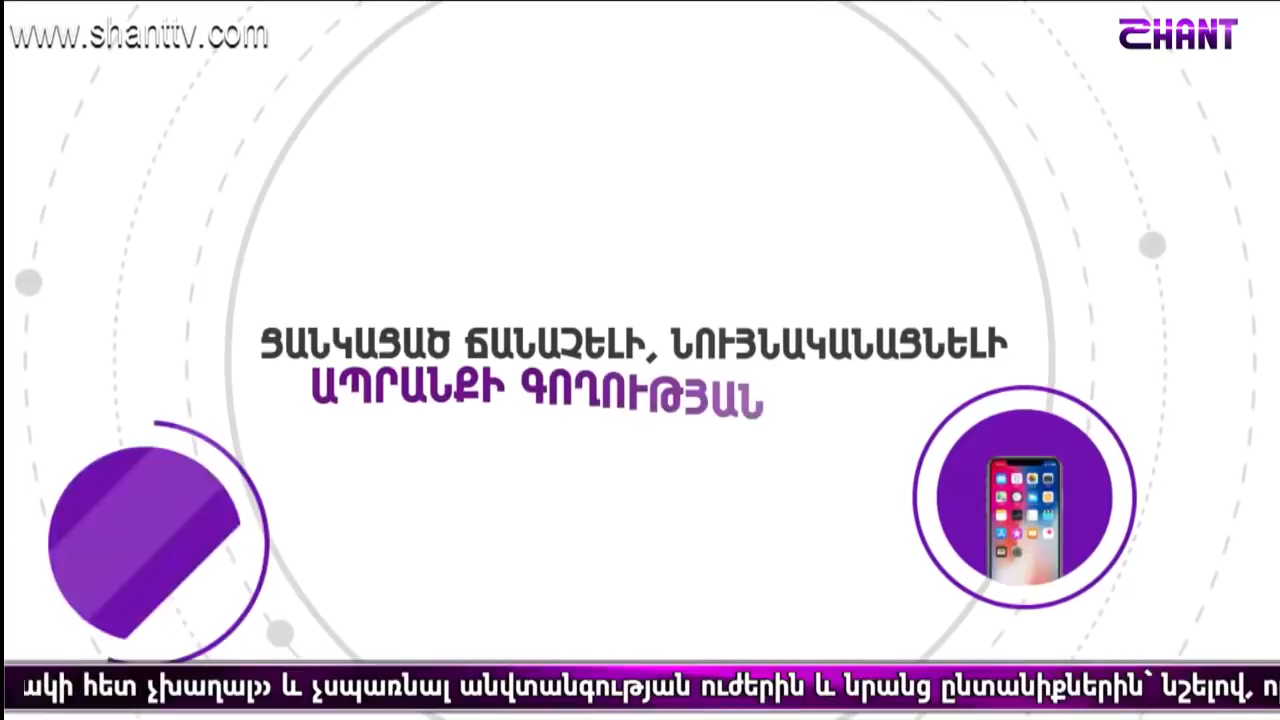 www.shanttv.com
SHANT
ՑԱՆԿԱՑԱԾ ՃԱՆԱՉԵԼԻ, ՆՈՒՅՆԱԿԱՆԱՑՆԵԼԻ
ԱՊՐԱՆՔԻ ԳՈՂՈՒԹՅԱՆ
ակի հետ չխաղալ» և չսպառնալ անվտանգության ուժերին և նրանց ընտանիքներին՝ նշելով,